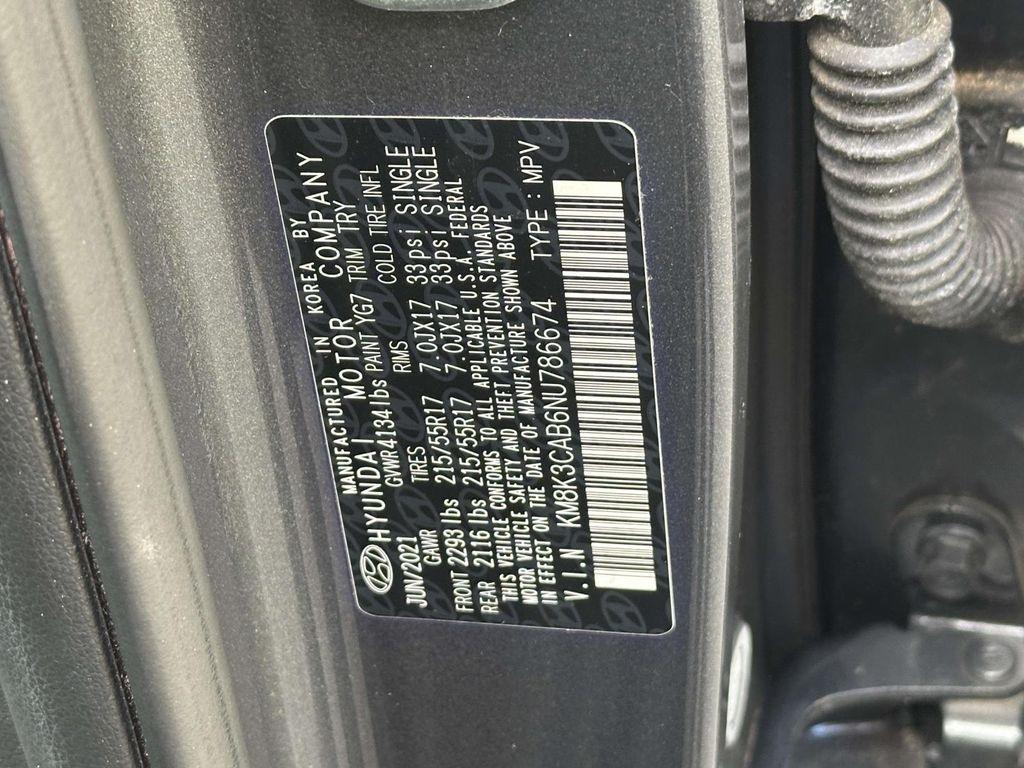 MANUFACTURED IN KOREA BY
HYUNDAI MOTOR COMPANY
JUN/2021 GVWR 4134lbs PAINT YG7 TRIM TRY
GAWR TIRES RIMS COLD TIRE INFL
FRONT 2293 lbs 215/55R17 7.0JX17 33psi SINGLE
REAR 2116 lbs 215/55R17 7.0JX17 33psi SINGLE
THIS VEHICLE CONFORMS TO ALL APPLICABLE U.S.A. FEDERAL
MOTOR VEHICLE SAFETY AND THEFT PREVENTION STANDARDS
IN EFFECT ON THE DATE OF MANUFACTURE SHOWN ABOVE
V.I.N KM8K3CAB6NU786674 TYPE : MPV